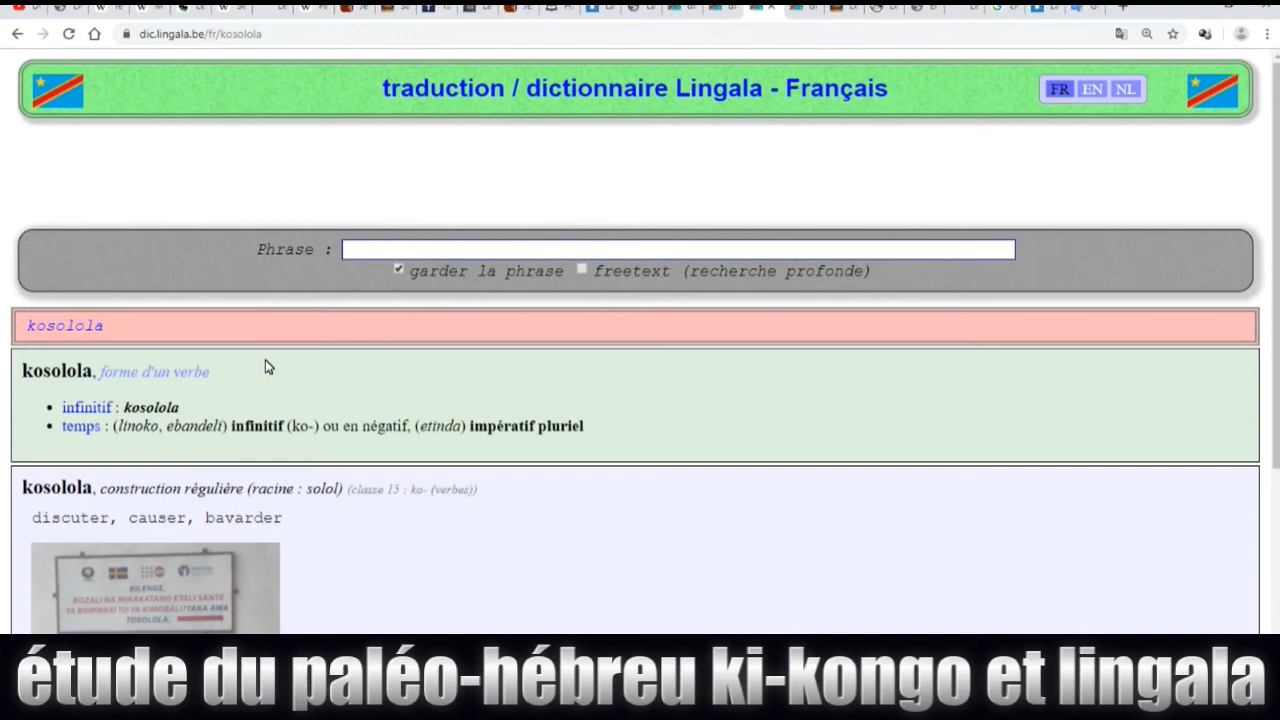 dic.lingala.be/fr/kosolola
traduction / dictionnaire Lingala - Français
FR EN NL
Phrase :
garder la phrase freetext (recherche profonde)
kosolola
kosolola, forme d'un verbe
infinitif : kosolola
temps : (linoko, ebandeli) infinitif (ko-) ou en négatif, (etinda) impératif pluriel
kosolola, construction régulière (racine : solol) (classe 15 : ko- (verbes))
discuter, causer, bavarder
BILENGE,
BOZALI NA MIKAKATANO ETALI SANTE
YA BOMWASI TO YA KIMOBALI? YAKA AWA
TOSOLOLA.
étude du paléo-hébreu ki-kongo et lingala